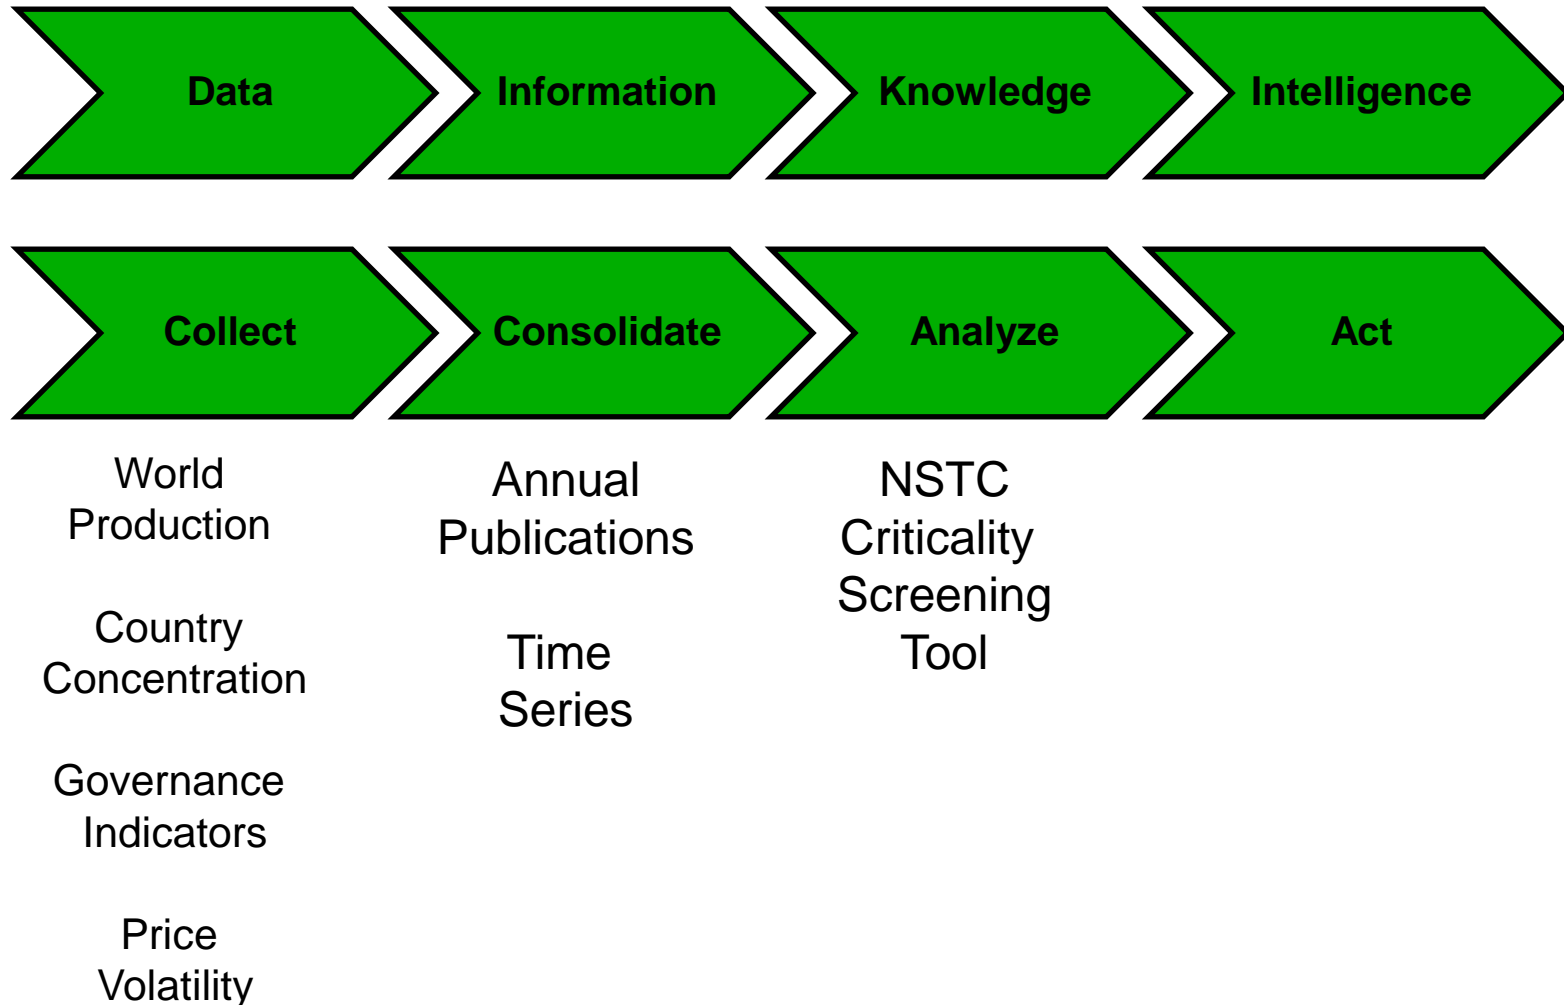 Data
Information
Knowledge
Intelligence
Collect
Consolidate
Analyze
Act
World
Production
Country
Concentration
Governance
Indicators
Price
Volatility
Annual
Publications
Time
Series
NSTC
Criticality
Screening
Tool